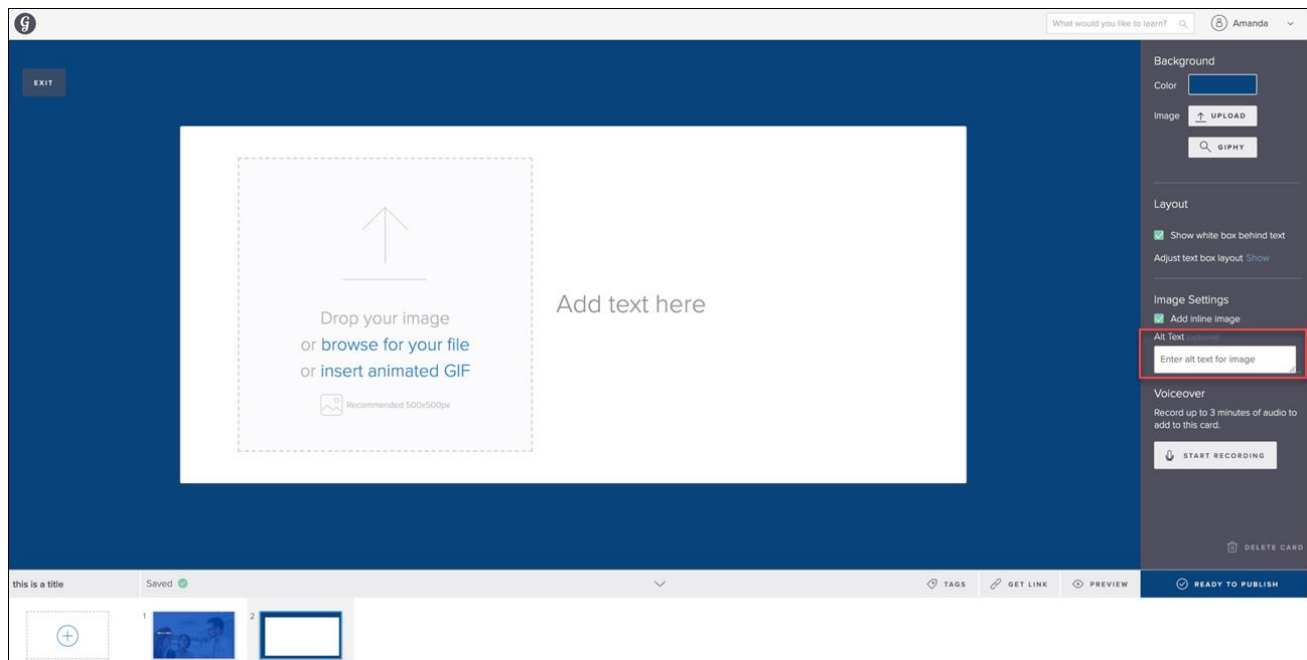 What would you like to learn?
Amanda
EXIT
Background
Color
Image
UPLOAD
GIPHY
Layout
Show white box behind text
Adjust text box layout Show
Image Settings
Add inline image
Alt Text (optional)
Enter alt text for image
Voiceover
Record up to 3 minutes of audio to
add to this card.
START RECORDING
DELETE CARD
Drop your image
or browse for your file
or insert animated GIF
Recommended 500x500px
Add text here
this is a title
Saved
TAGS
GET LINK
PREVIEW
READY TO PUBLISH
1
2